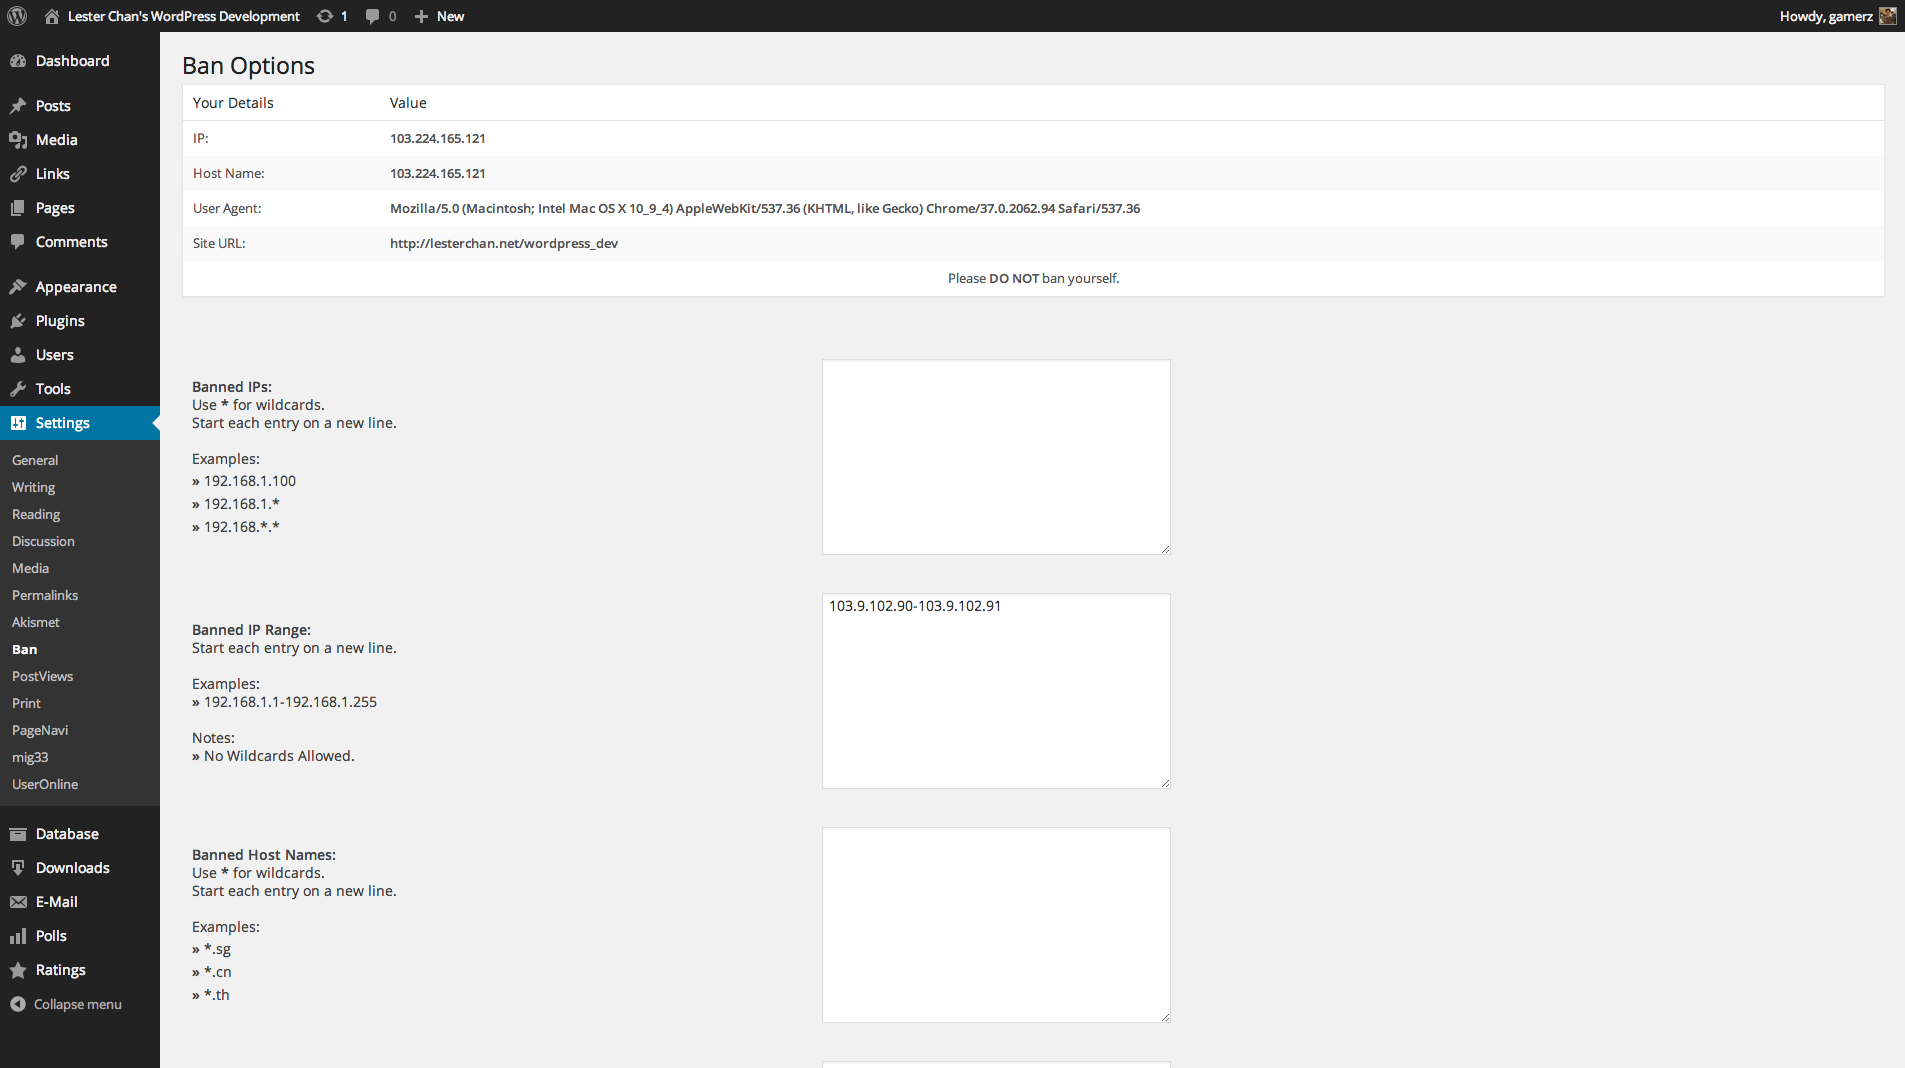 Lester Chan's WordPress Development 1 0 New Howdy, gamerz
Dashboard
Posts
Media
Links
Pages
Comments
Appearance
Plugins
Users
Tools
Settings
General
Writing
Reading
Discussion
Media
Permalinks
Akismet
Ban
PostViews
Print
PageNavi
mig33
UserOnline
Database
Downloads
E-Mail
Polls
Ratings
Collapse menu
Ban Options
Your Details Value
IP: 103.224.165.121
Host Name: 103.224.165.121
User Agent: Mozilla/5.0 (Macintosh; Intel Mac OS X 10_9_4) AppleWebKit/537.36 (KHTML, like Gecko) Chrome/37.0.2062.94 Safari/537.36
Site URL: http://lesterchan.net/wordpress_dev
Please DO NOT ban yourself.
Banned IPs:
Use * for wildcards.
Start each entry on a new line.
Examples:
» 192.168.1.100
» 192.168.1.*
» 192.168.*.*
103.9.102.90-103.9.102.91
Banned IP Range:
Start each entry on a new line.
Examples:
» 192.168.1.1-192.168.1.255
Notes:
» No Wildcards Allowed.
Banned Host Names:
Use * for wildcards.
Start each entry on a new line.
Examples:
» *.sg
» *.cn
» *.th